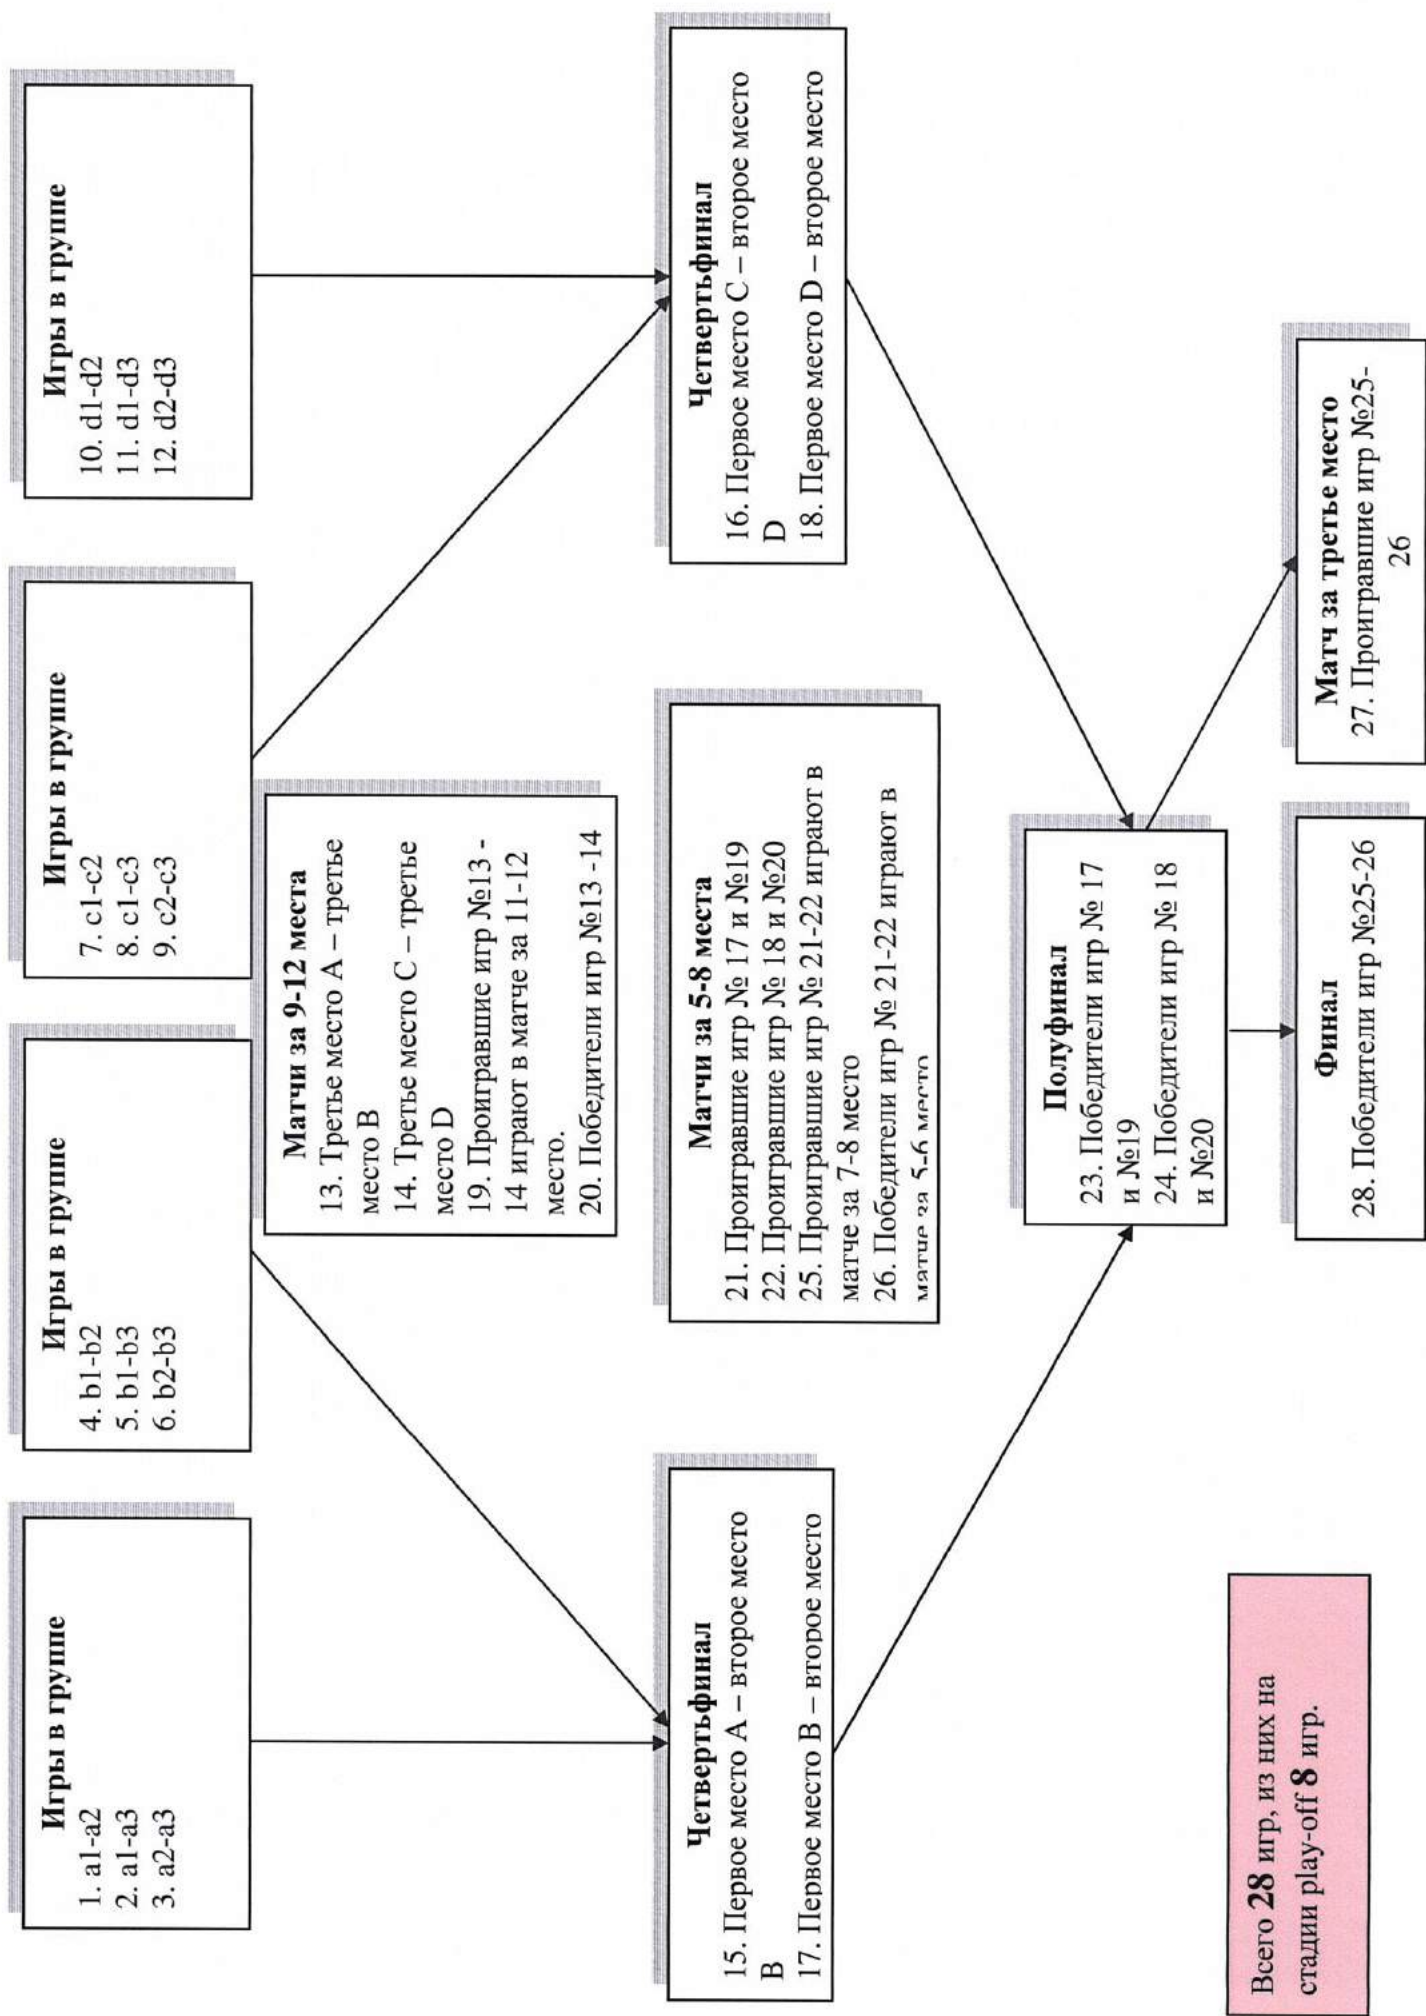 Игры в группе
1. a1-a2
2. a1-a3
3. a2-a3
Игры в группе
4. b1-b2
5. b1-b3
6. b2-b3
Игры в группе
7. c1-c2
8. c1-c3
9. c2-c3
Игры в группе
10. d1-d2
11. d1-d3
12. d2-d3
Матчи за 9-12 места
13. Третье место A – третье
место B
14. Третье место C – третье
место D
19. Проигравшие игр №13 -
14 играют в матче за 11-12
место.
20. Победители игр №13 -14
Четвертьфинал
15. Первое место A – второе место
B
17. Первое место B – второе место
Матчи за 5-8 места
21. Проигравшие игр № 17 и №19
22. Проигравшие игр № 18 и №20
25. Проигравшие игр № 21-22 играют в
матче за 7-8 место
26. Победители игр № 21-22 играют в
матче за 5-6 место
Четвертьфинал
16. Первое место C – второе место
D
18. Первое место D – второе место
Полуфинал
23. Победители игр № 17
и №19
24. Победители игр № 18
и №20
Всего 28 игр, из них на
стадии play-off 8 игр.
Финал
28. Победители игр №25-26
Матч за третье место
27. Проигравшие игр №25-
26